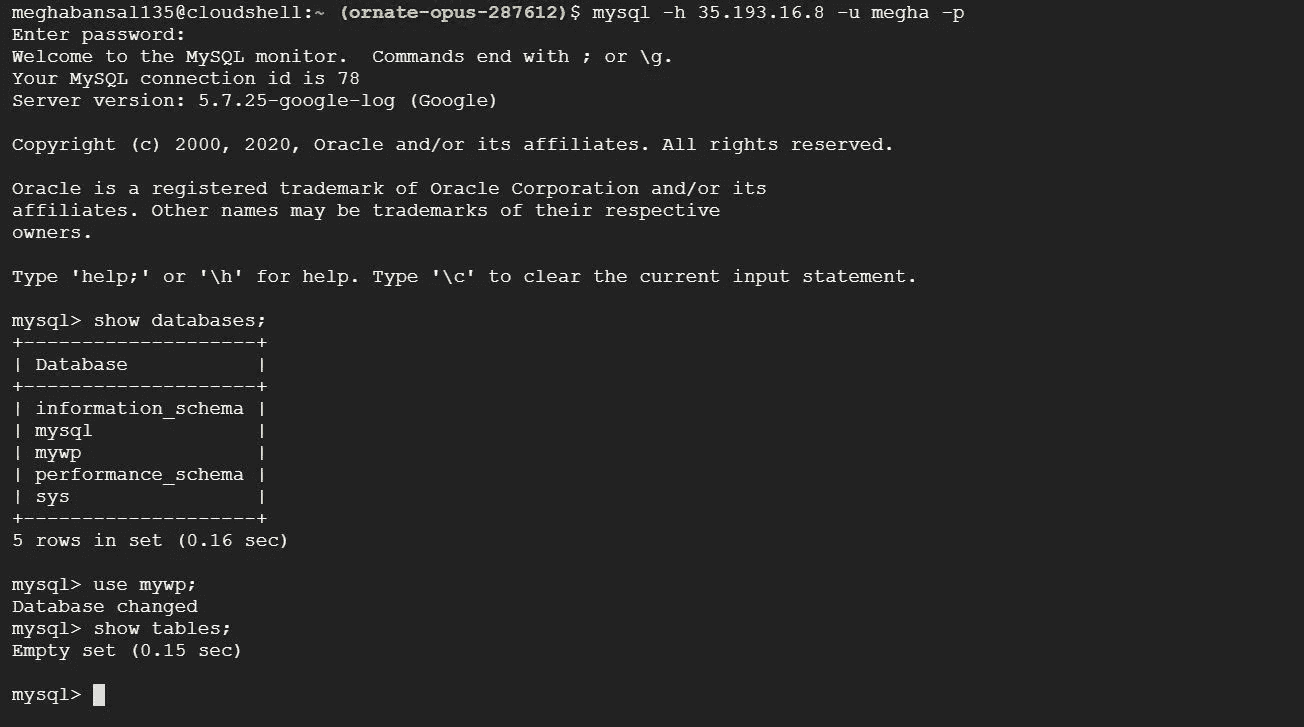 meghabansal135@cloudshell:~ (ornate-opus-287612)$ mysql -h 35.193.16.8 -u megha -p
Enter password:
Welcome to the MySQL monitor.  Commands end with ; or \g.
Your MySQL connection id is 78
Server version: 5.7.25-google-log (Google)

Copyright (c) 2000, 2020, Oracle and/or its affiliates. All rights reserved.

Oracle is a registered trademark of Oracle Corporation and/or its
affiliates. Other names may be trademarks of their respective
owners.

Type 'help;' or '\h' for help. Type '\c' to clear the current input statement.

mysql> show databases;
+--------------------+
| Database           |
+--------------------+
| information_schema |
| mysql              |
| mywp               |
| performance_schema |
| sys                |
+--------------------+
5 rows in set (0.16 sec)

mysql> use mywp;
Database changed
mysql> show tables;
Empty set (0.15 sec)

mysql>